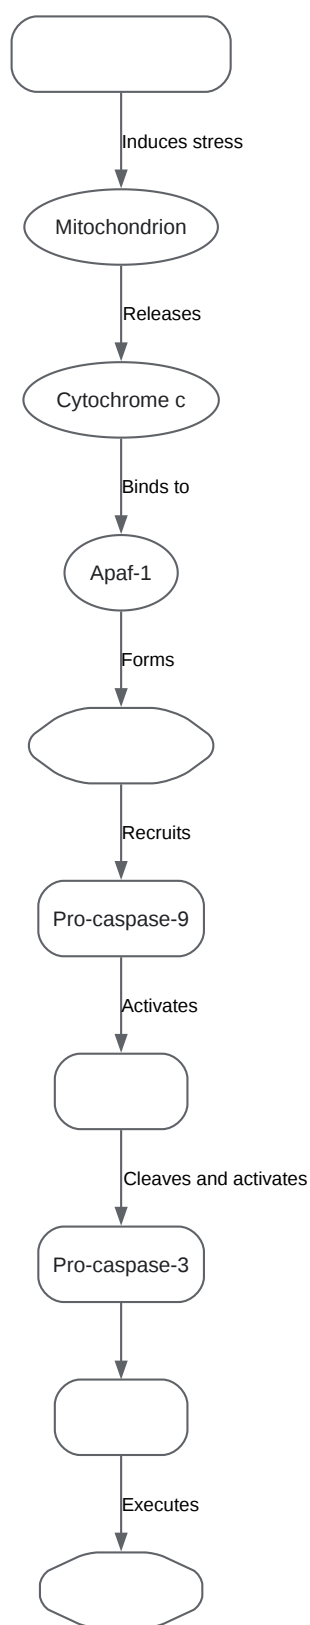 Induces stress
Mitochondrion
Releases
Cytochrome c
Binds to
Apaf-1
Forms
Recruits
Pro-caspase-9
Activates
Cleaves and activates
Pro-caspase-3
Executes